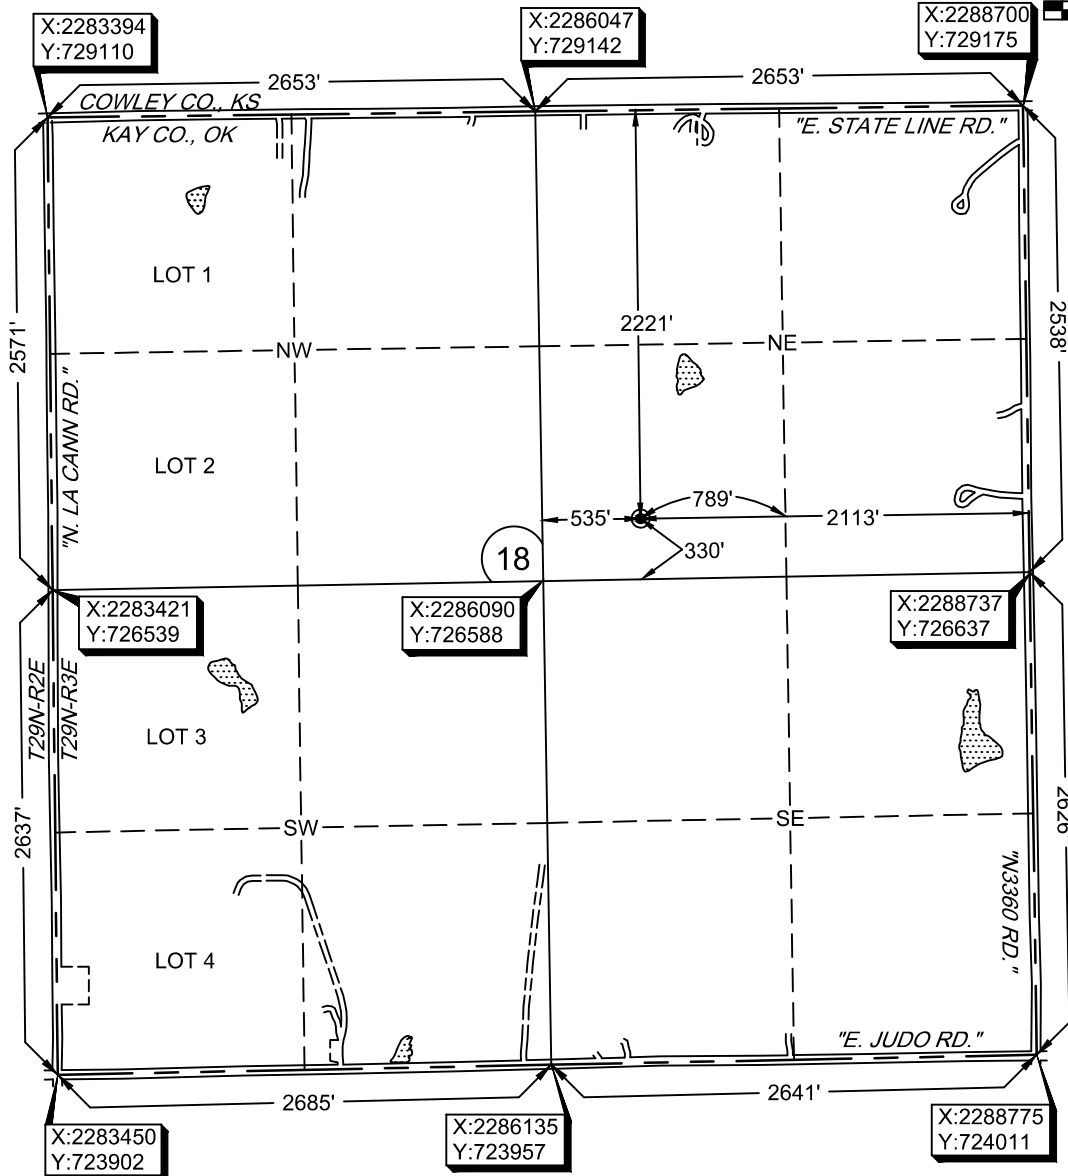 X:2283394
Y:729110
X:2286047
Y:729142
X:2288700
Y:729175
2653'
2653'
COWLEY CO., KS
KAY CO., OK
"E. STATE LINE RD."
LOT 1
2571'
2221'
2538'
NW
NE
"N. LA CANN RD."
LOT 2
789'
535'
2113'
330'
18
X:2283421
Y:726539
X:2286090
Y:726588
X:2288737
Y:726637
T29N-R2E
T29N-R3E
LOT 3
2637'
2626'
SW
SE
"N3360 RD."
LOT 4
"E. JUDO RD."
2685'
2641'
X:2283450
Y:723902
X:2286135
Y:723957
X:2288775
Y:724011